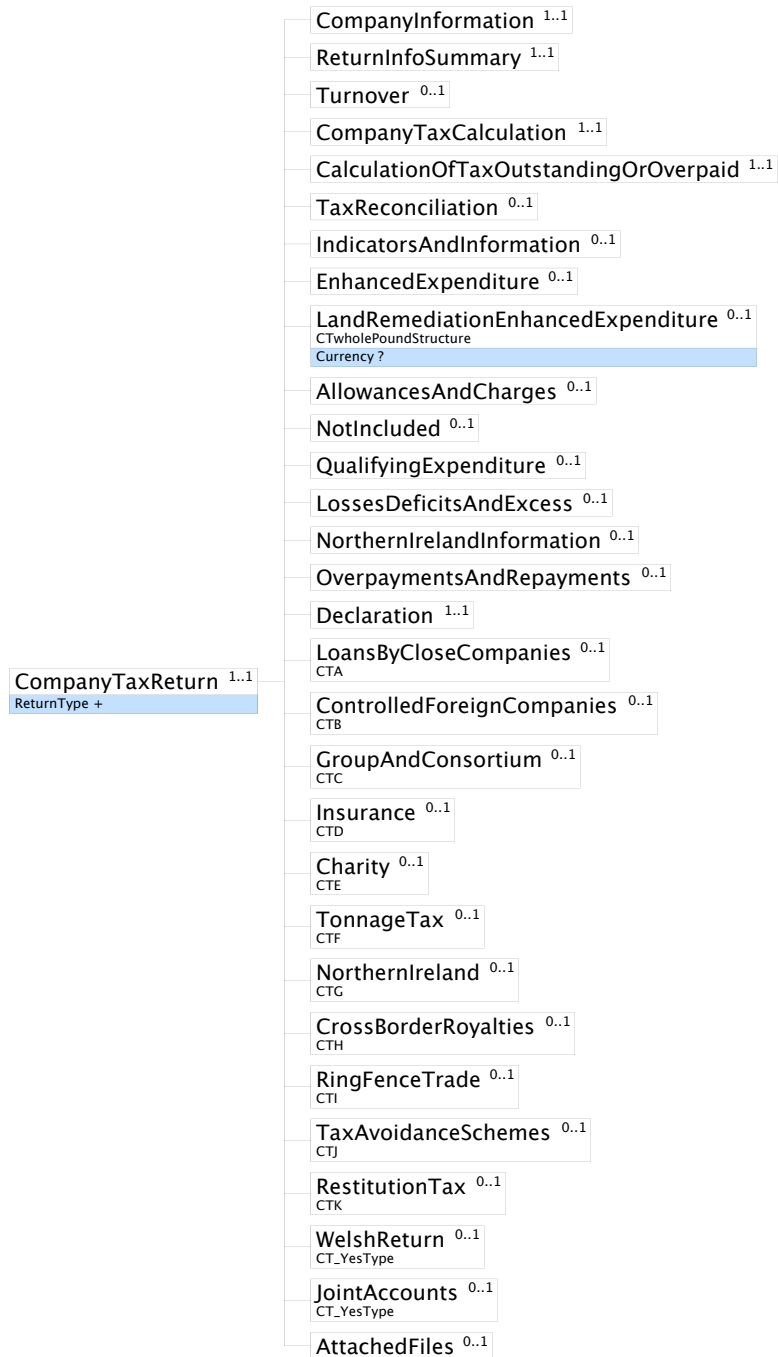 CompanyInformation 1..1
ReturnInfoSummary 1..1
Turnover 0..1
CompanyTaxCalculation 1..1
CalculationOfTaxOutstandingOrOverpaid 1..1
TaxReconciliation 0..1
IndicatorsAndInformation 0..1
EnhancedExpenditure 0..1
LandRemediationEnhancedExpenditure 0..1
CTwholePoundStructure
Currency ?
AllowancesAndCharges 0..1
NotIncluded 0..1
QualifyingExpenditure 0..1
LossesDeficitsAndExcess 0..1
NorthernIrelandInformation 0..1
OverpaymentsAndRepayments 0..1
Declaration 1..1
CompanyTaxReturn 1..1
ReturnType +
LoansByCloseCompanies 0..1
CTA
ControlledForeignCompanies 0..1
CTB
GroupAndConsortium 0..1
CTC
Insurance 0..1
CTD
Charity 0..1
CTE
TonnageTax 0..1
CTF
NorthernIreland 0..1
CTG
CrossBorderRoyalties 0..1
CTH
RingFenceTrade 0..1
CTI
TaxAvoidanceSchemes 0..1
CTJ
RestitutionTax 0..1
CTK
WelshReturn 0..1
CT_YesType
JointAccounts 0..1
CT_YesType
AttachedFiles 0..1